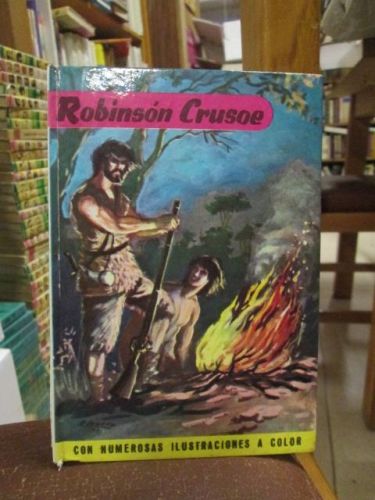 Robinsón Crusoe
CON NUMEROSAS ILUSTRACIONES A COLOR